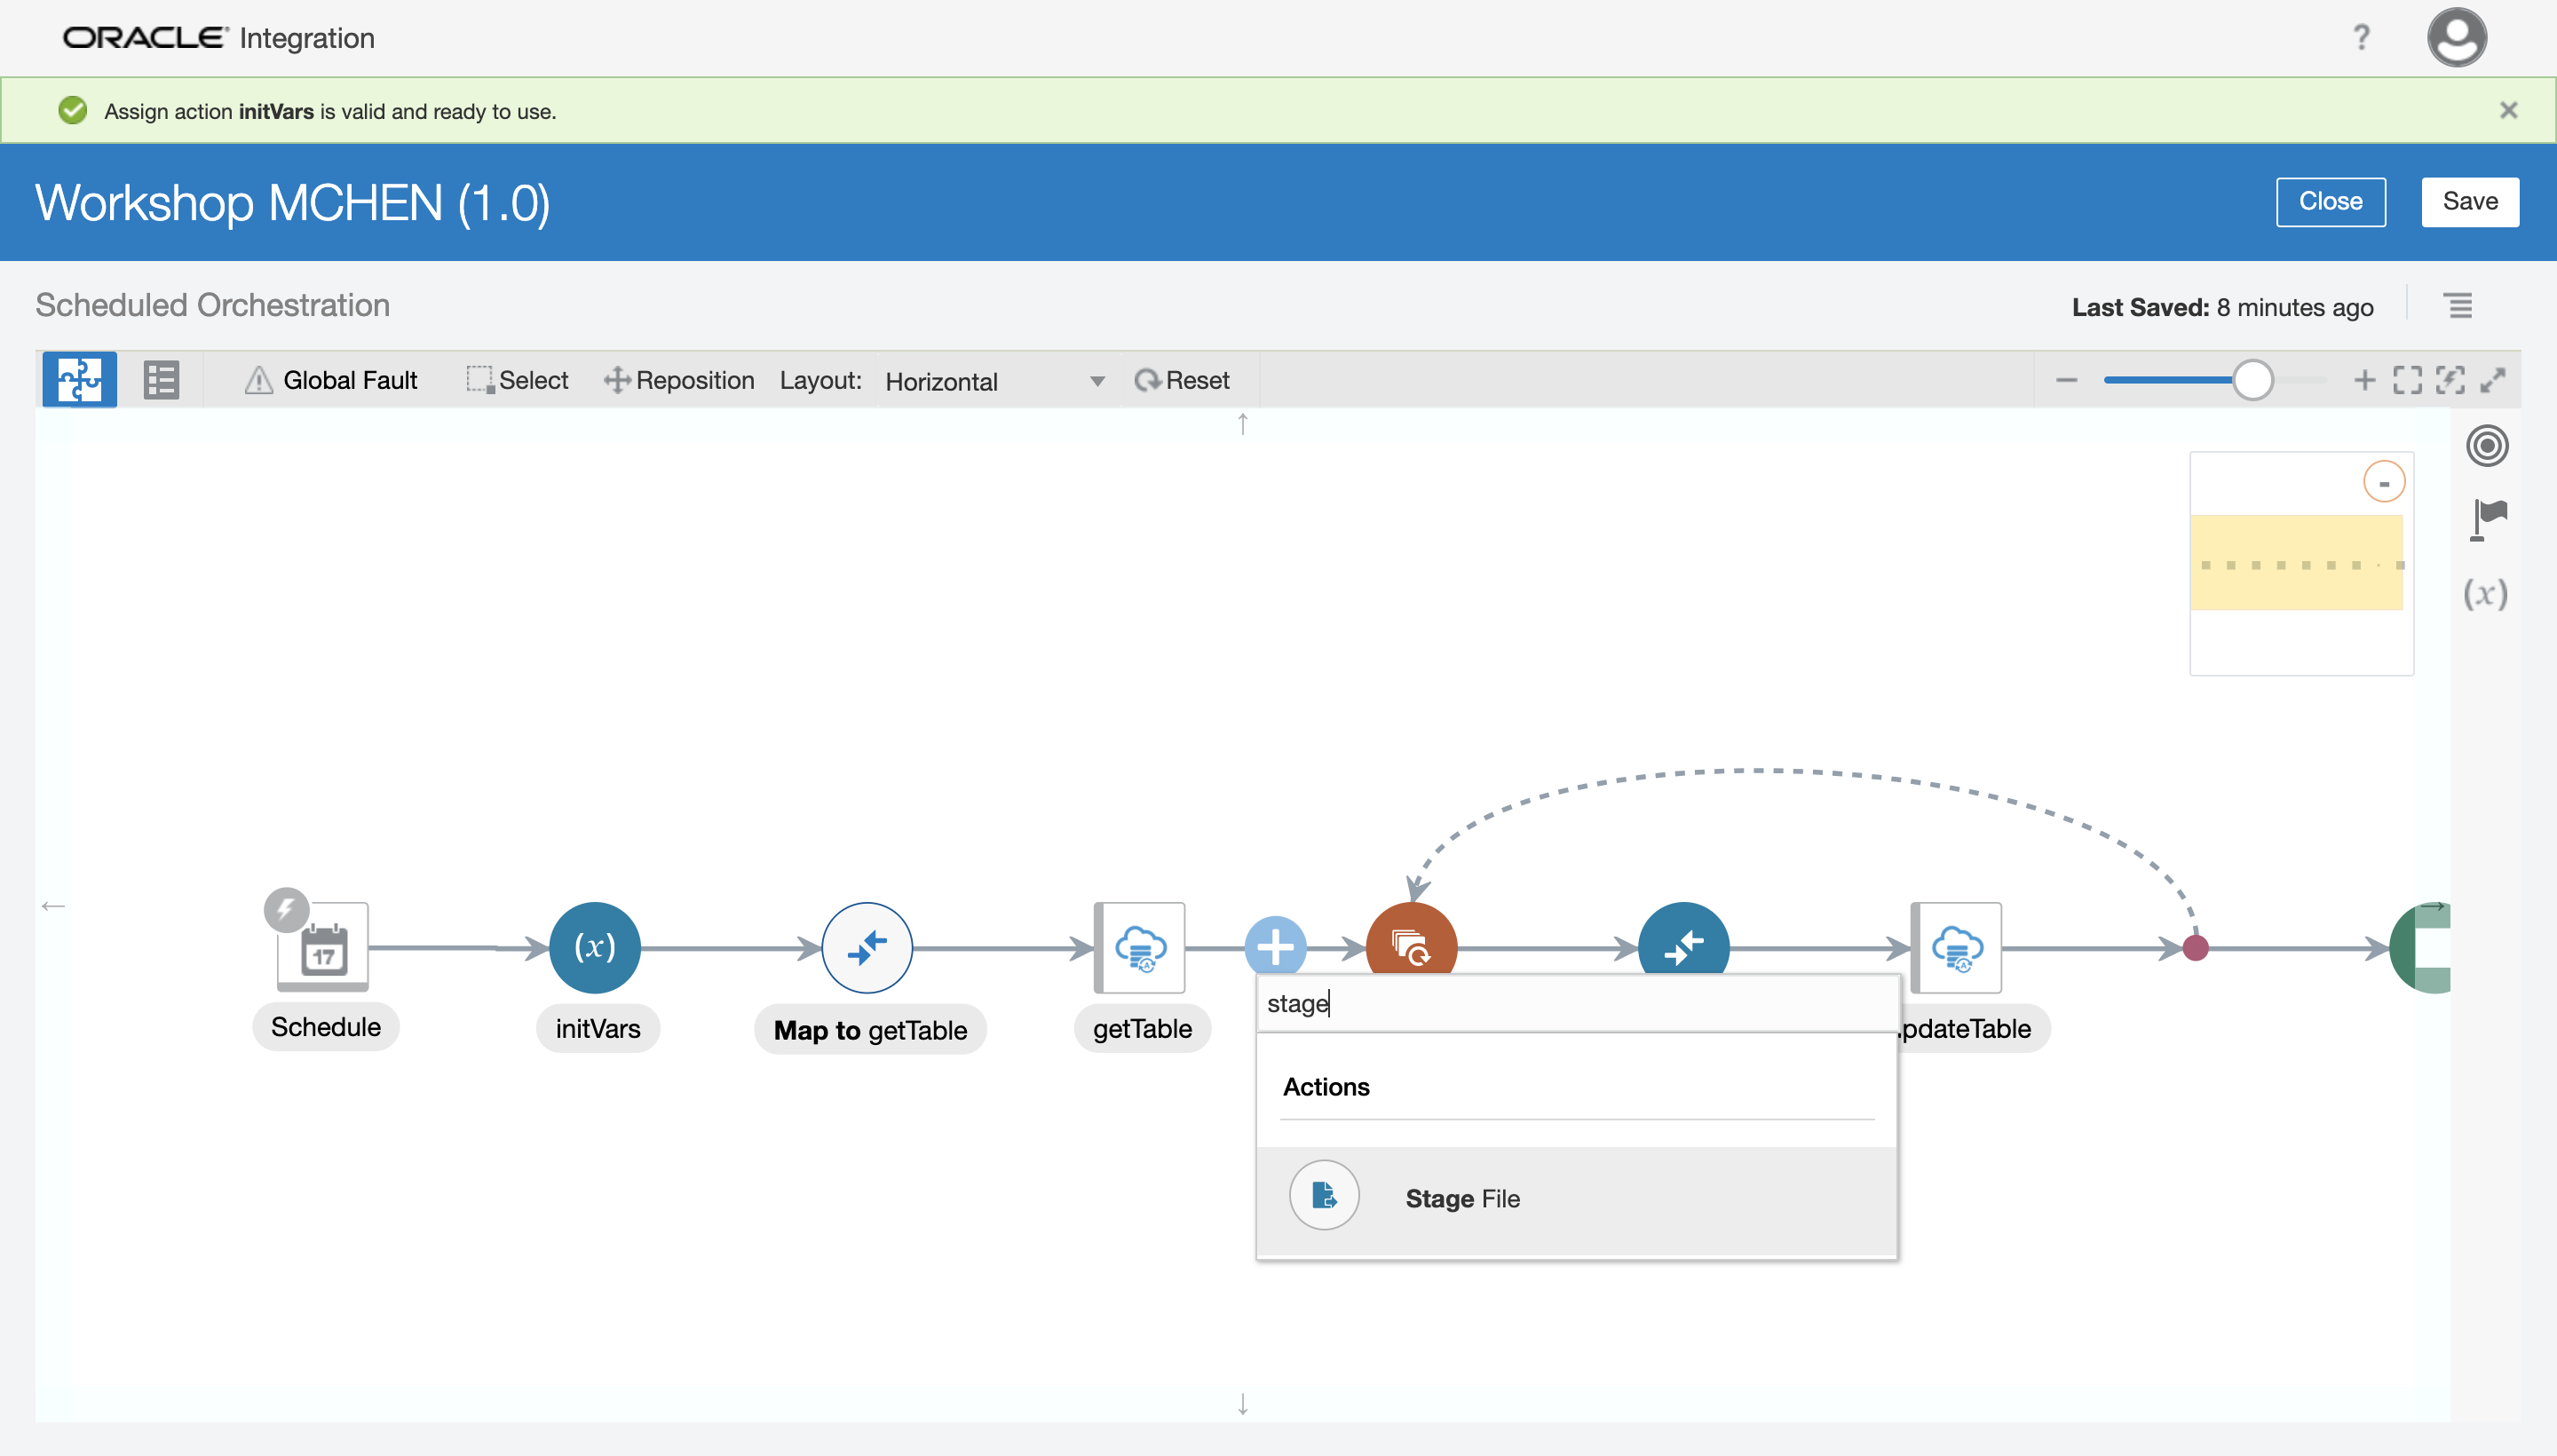 ORACLE Integration
?
Assign action initVars is valid and ready to use.
Workshop MCHEN (1.0)
Close
Save
Scheduled Orchestration
Last Saved: 8 minutes ago
Global Fault
Select
Reposition
Layout:
Horizontal
Reset
(x)
17
(x)
Schedule
initVars
Map to getTable
getTable
pdateTable
stage
Actions
Stage File